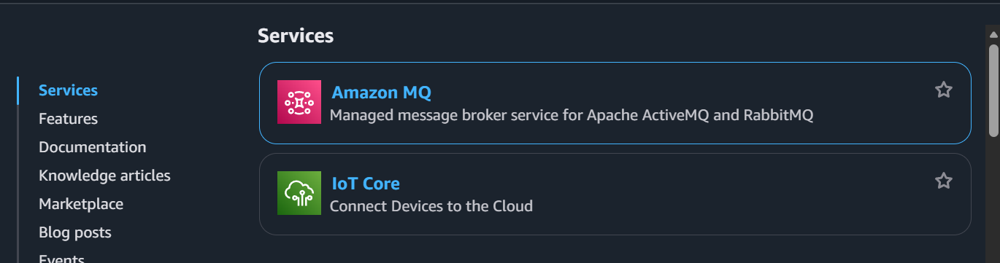 Services
Services
Features
Documentation
Knowledge articles
Marketplace
Blog posts
Events
Amazon MQ
Managed message broker service for Apache ActiveMQ and RabbitMQ
IoT Core
Connect Devices to the Cloud